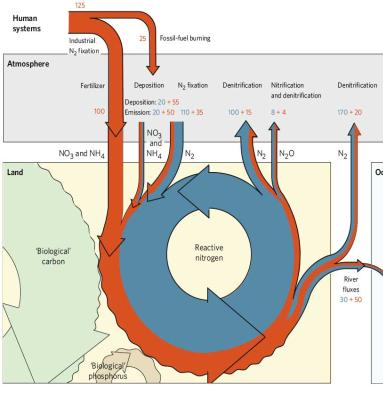 125
Human
systems
Industrial
N2 fixation
25
Fossil-fuel burning
Atmosphere
Fertilizer
Deposition
N2 fixation
Denitrification
Nitrification
and denitrification
Denitrification
Deposition: 20 + 55
100
Emission: 20 + 50
110 + 35
100 + 15
8 + 4
170 + 20
NO3 and NH4
NO3
and
NH4
N2
N2
N2O
N2
Land
Oc
'Biological'
carbon
Reactive
nitrogen
River
fluxes
30 + 50
'Biological'
phosphorus